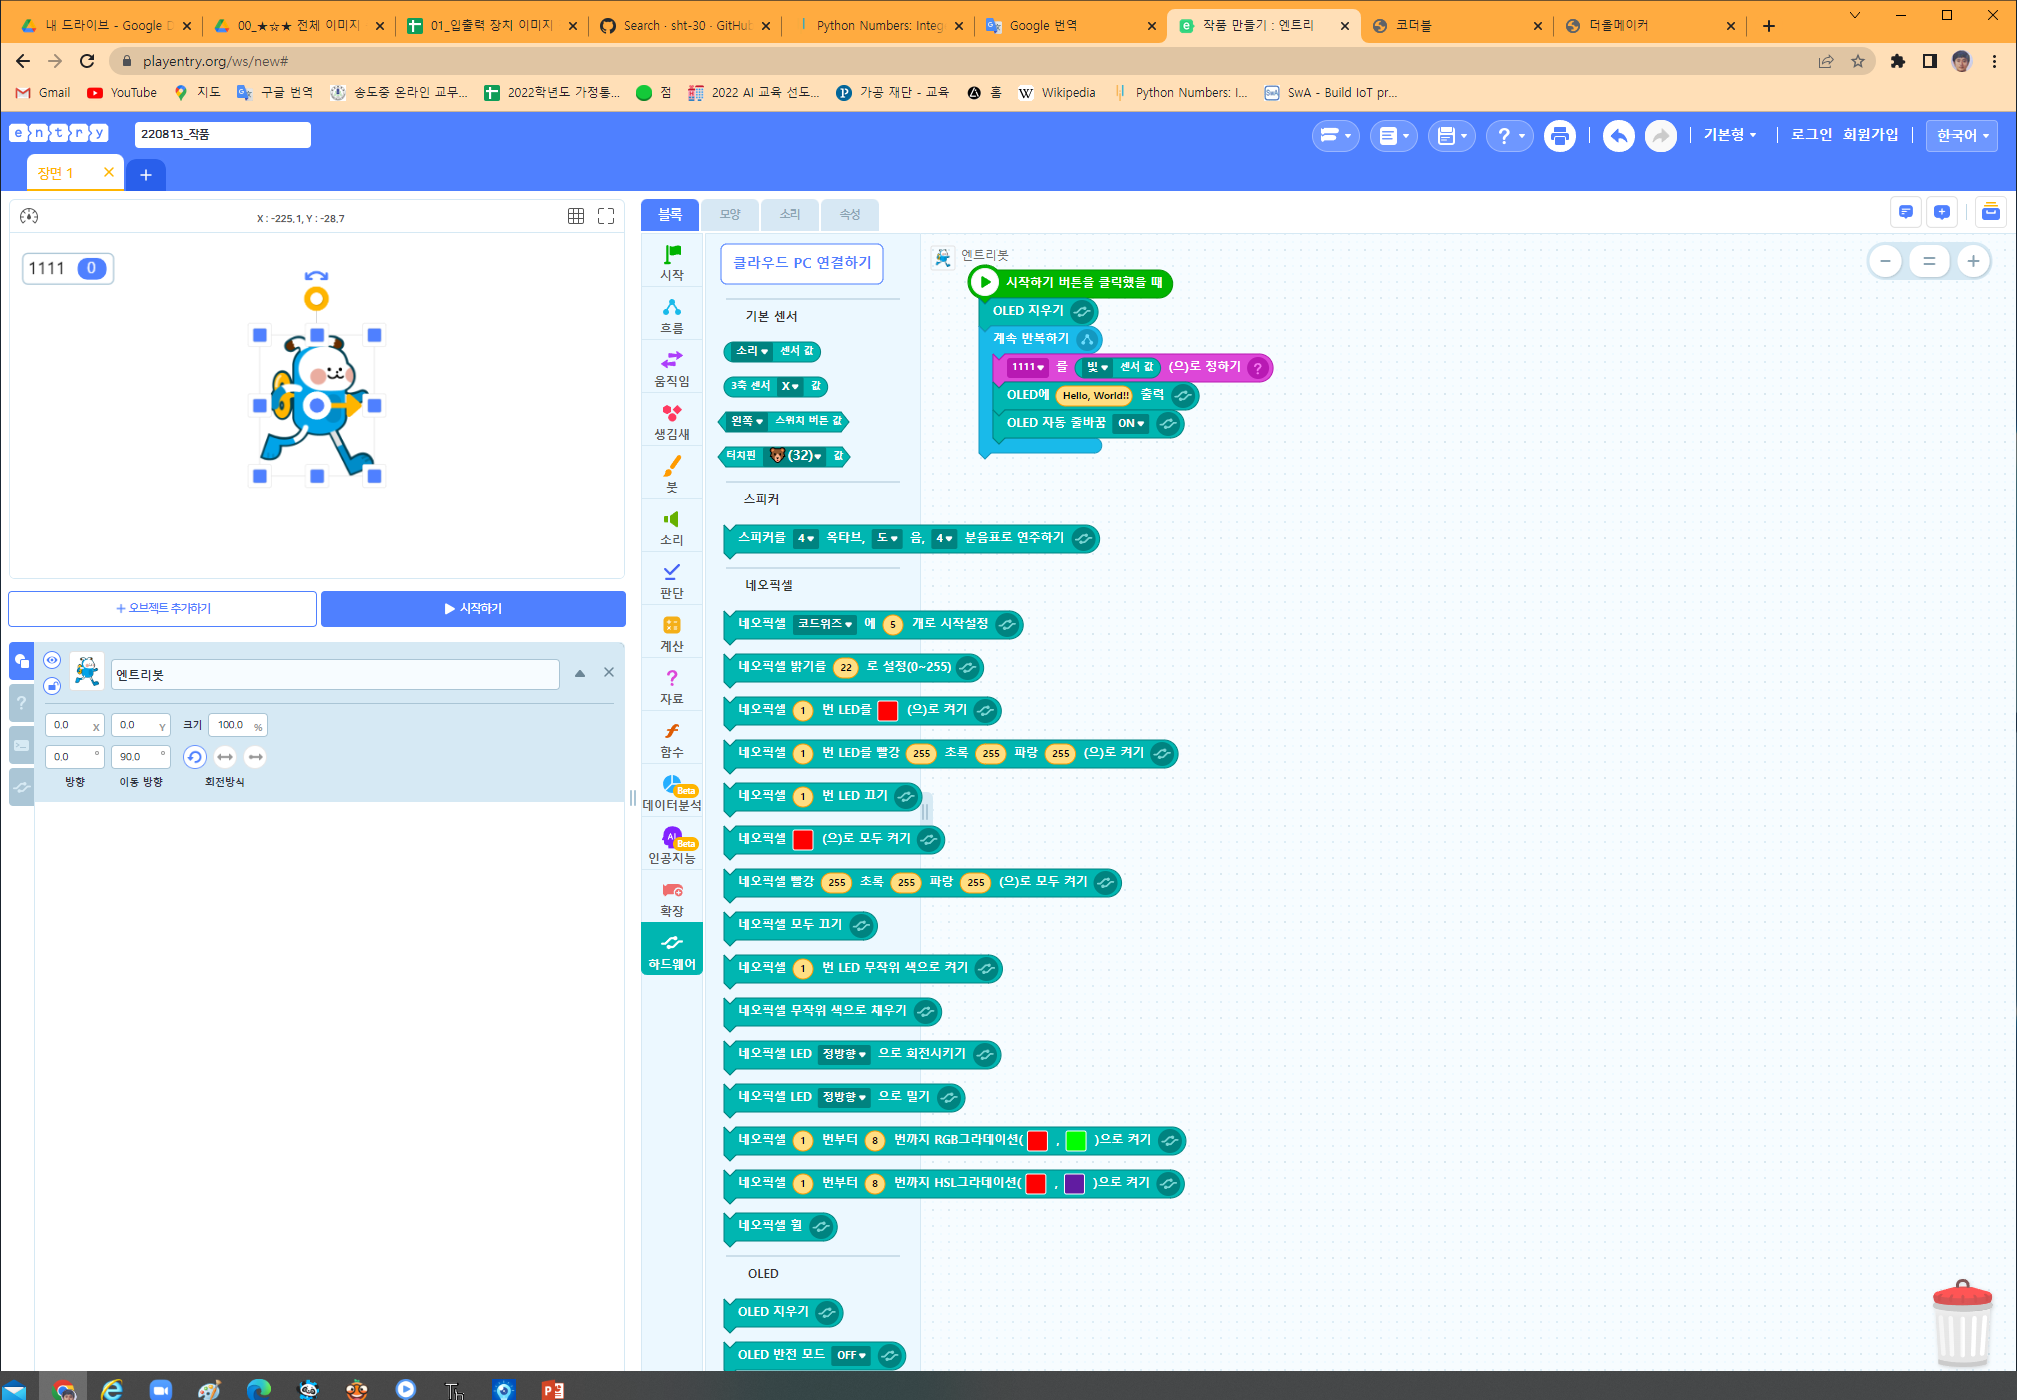 내 드라이브 - Google D
00_★☆★ 전체 이미지
01_입출력 장치 이미지
Search · sht-30 · GitHub
Python Numbers: Integ
Google 번역
작품 만들기 : 엔트리
코더블
더올메이커
playentry.org/ws/new#
Gmail
YouTube
지도
구글 번역
송도중 온라인 교무...
2022학년도 가정통...
점
2022 AI 교육 선도...
가공 재단 - 교육
홈
Wikipedia
Python Numbers: I...
SwA - Build IoT pr...
entry
220813_작품
기본형
로그인
회원가입
한국어
장면 1
X : -225.1, Y : -28.7
1111 0
+ 오브젝트 추가하기
시작하기
엔트리봇
0.0 X
0.0 Y
크기 100.0 %
0.0 °
90.0 °
방향
이동 방향
회전방식
블록
모양
소리
속성
시작
흐름
움직임
생김새
붓
소리
판단
계산
자료
함수
Beta
데이터분석
AI Beta
인공지능
확장
하드웨어
클라우드 PC 연결하기
기본 센서
소리 센서 값
3축 센서 X 값
왼쪽 스위치 버튼 값
터치핀 (32) 값
스피커
스피커를 4 옥타브, 도 음, 4 분음표로 연주하기
네오픽셀
네오픽셀 코드위즈 에 5 개로 시작설정
네오픽셀 밝기를 22 로 설정(0~255)
네오픽셀 1 번 LED를 (으)로 켜기
네오픽셀 1 번 LED를 빨강 255 초록 255 파랑 255 (으)로 켜기
네오픽셀 1 번 LED 끄기
네오픽셀 (으)로 모두 켜기
네오픽셀 빨강 255 초록 255 파랑 255 (으)로 모두 켜기
네오픽셀 모두 끄기
네오픽셀 1 번 LED 무작위 색으로 켜기
네오픽셀 무작위 색으로 채우기
네오픽셀 LED 정방향 으로 회전시키기
네오픽셀 LED 정방향 으로 밀기
네오픽셀 1 번부터 8 번까지 RGB그라데이션( , )으로 켜기
네오픽셀 1 번부터 8 번까지 HSL그라데이션( , )으로 켜기
네오픽셀 휠
OLED
OLED 지우기
OLED 반전 모드 OFF
엔트리봇
시작하기 버튼을 클릭했을 때
OLED 지우기
계속 반복하기
1111 를 빛 센서 값 (으)로 정하기
OLED에 Hello, World!! 출력
OLED 자동 줄바꿈 ON